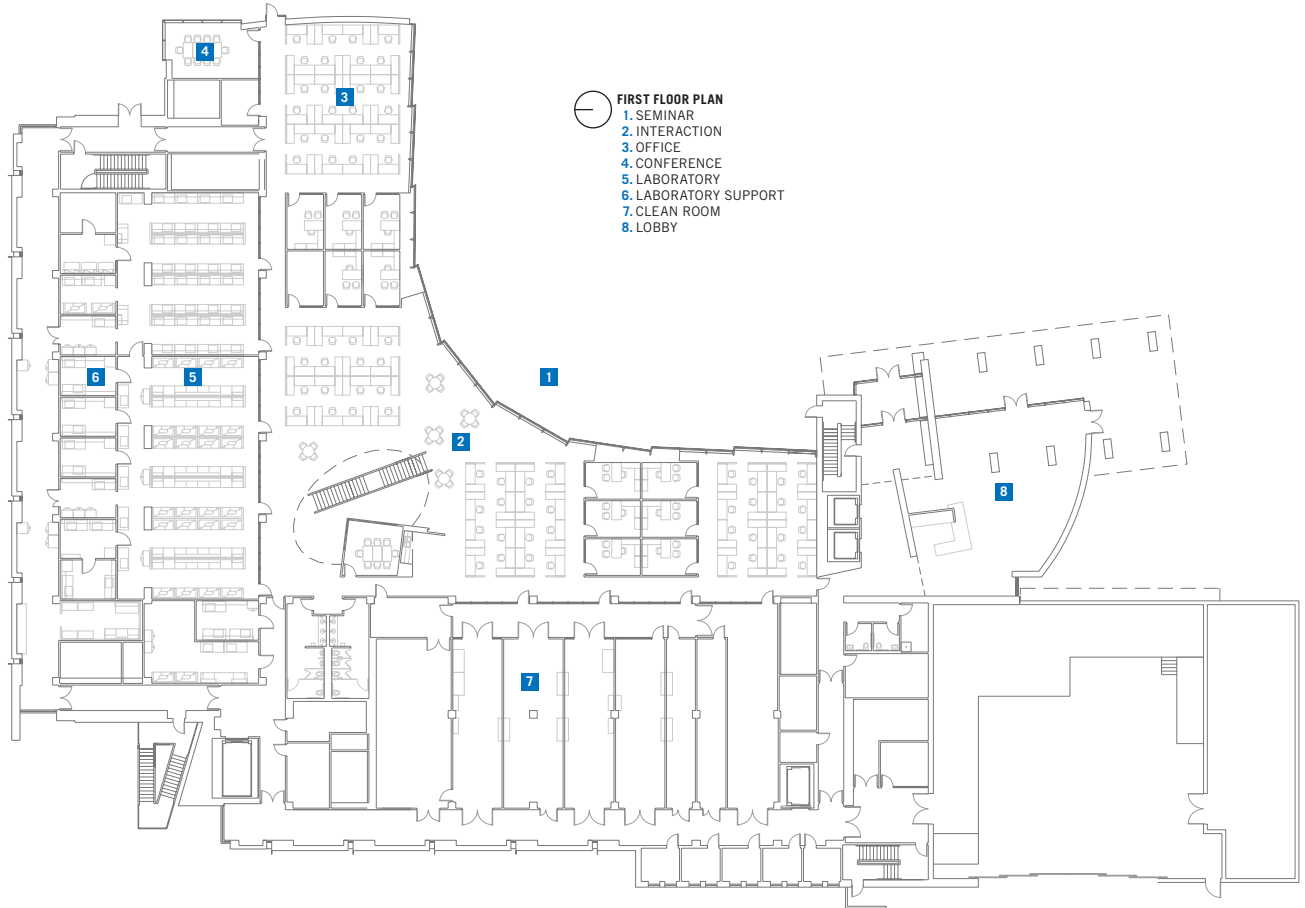 FIRST FLOOR PLAN
1. SEMINAR
2. INTERACTION
3. OFFICE
4. CONFERENCE
5. LABORATORY
6. LABORATORY SUPPORT
7. CLEAN ROOM
8. LOBBY
4
3
6
5
1
2
8
7